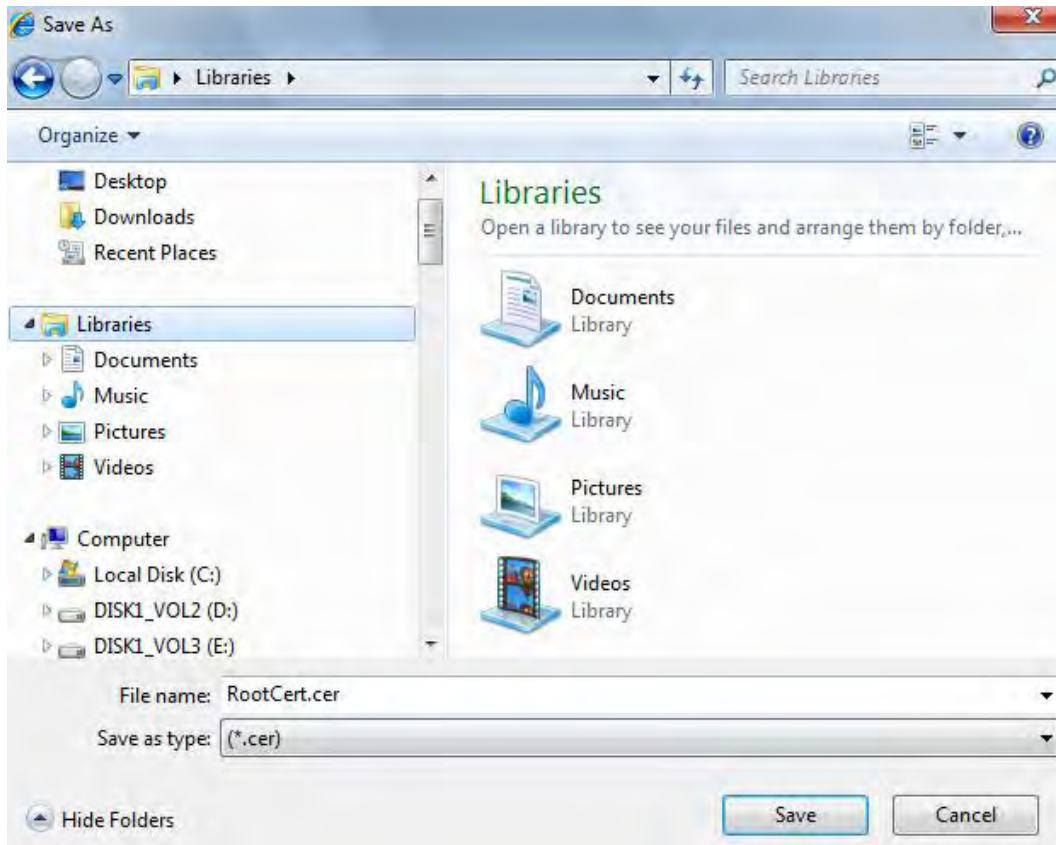 Save As
Libraries
Search Libraries
Organize
Desktop
Downloads
Recent Places
Libraries
Documents
Music
Pictures
Videos
Computer
Local Disk (C:)
DISK1_VOL2 (D:)
DISK1_VOL3 (E:)
Libraries
Open a library to see your files and arrange them by folder,...
Documents
Library
Music
Library
Pictures
Library
Videos
Library
File name: RootCert.cer
Save as type: (*.cer)
Hide Folders
Save
Cancel